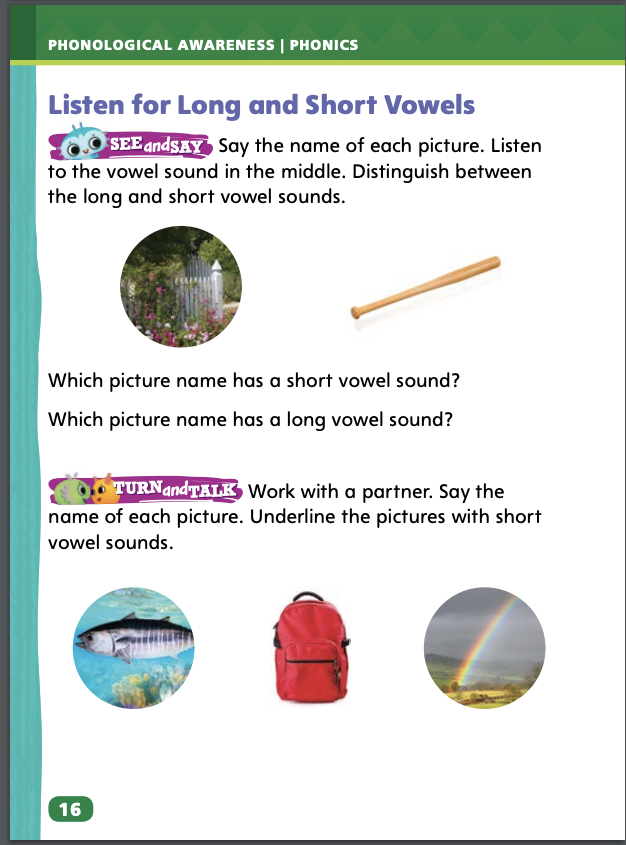 PHONOLOGICAL AWARENESS | PHONICS
Listen for Long and Short Vowels
SEE and SAY Say the name of each picture. Listen
to the vowel sound in the middle. Distinguish between
the long and short vowel sounds.
Which picture name has a short vowel sound?
Which picture name has a long vowel sound?
TURN and TALK Work with a partner. Say the
name of each picture. Underline the pictures with short
vowel sounds.
16